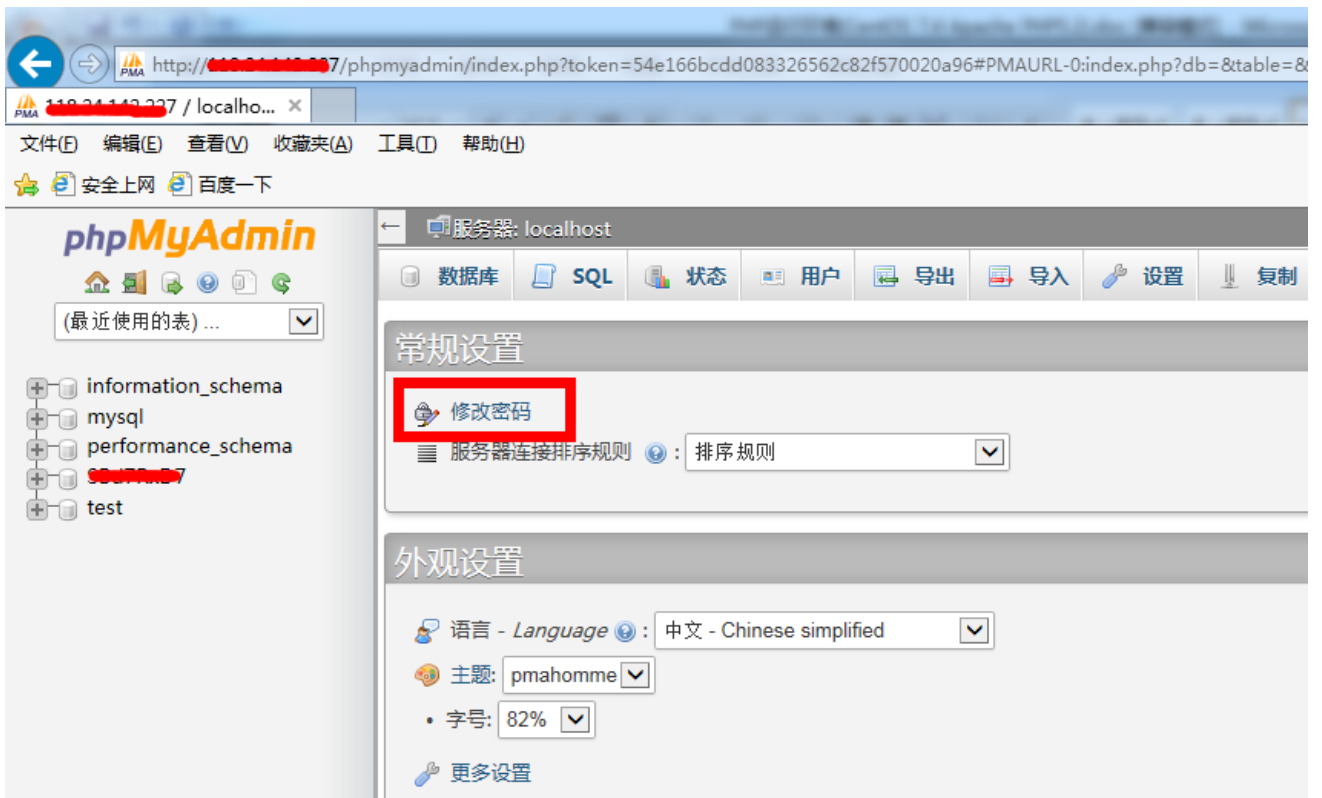 http://
7/phpmyadmin/index.php?token=54e166bcdd083326562c82f570020a96#PMAURL-0:index.php?db=&table=&
7 / localho...
文件(F) 编辑(E) 查看(V) 收藏夹(A) 工具(T) 帮助(H)
安全上网 百度一下
phpMyAdmin
(最近使用的表) ...
information_schema
mysql
performance_schema
test
服务器: localhost
数据库 SQL 状态 用户 导出 导入 设置 复制
常规设置
修改密码
服务器连接排序规则 : 排序规则
外观设置
语言 - Language : 中文 - Chinese simplified
主题: pmahomme
• 字号: 82%
更多设置